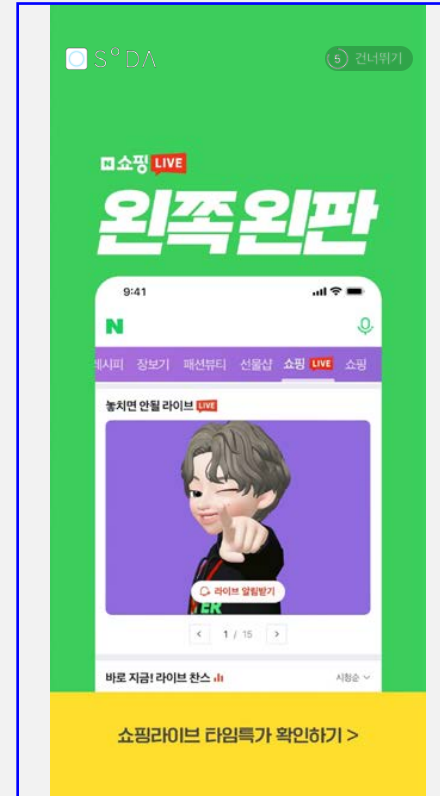 S°DA
5 건너뛰기
N 쇼핑 LIVE
왼쪽왼판
9:41
N
레시피 장보기 패션뷰티 선물샵 쇼핑 LIVE 쇼핑
놓치면 안될 라이브 LIVE
라이브 알림받기
TER
< 1 / 15 >
바로 지금! 라이브 찬스
시청순
쇼핑라이브 타임특가 확인하기 >